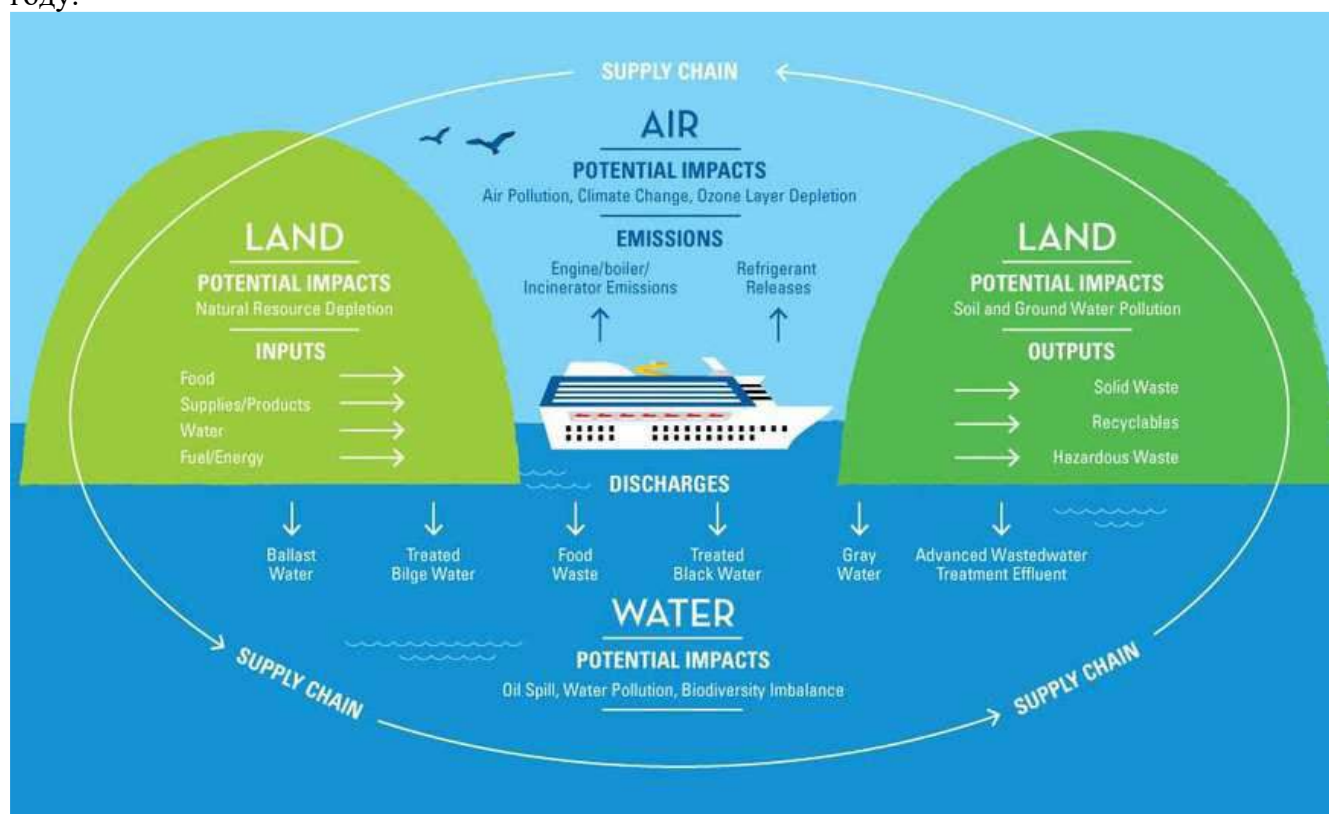 году.
SUPPLY CHAIN
AIR
POTENTIAL IMPACTS
Air Pollution, Climate Change, Ozone Layer Depletion
EMISSIONS
Engine/boiler/
Incinerator Emissions
Refrigerant
Releases
LAND
POTENTIAL IMPACTS
Natural Resource Depletion
INPUTS
Food
Supplies/Products
Water
Fuel/Energy
LAND
POTENTIAL IMPACTS
Soil and Ground Water Pollution
OUTPUTS
Solid Waste
Recyclables
Hazardous Waste
DISCHARGES
Ballast
Water
Treated
Bilge Water
Food
Waste
Treated
Black Water
Gray
Water
Advanced Wastedwater
Treatment Effluent
WATER
POTENTIAL IMPACTS
Oil Spill, Water Pollution, Biodiversity Imbalance
SUPPLY CHAIN
SUPPLY CHAIN